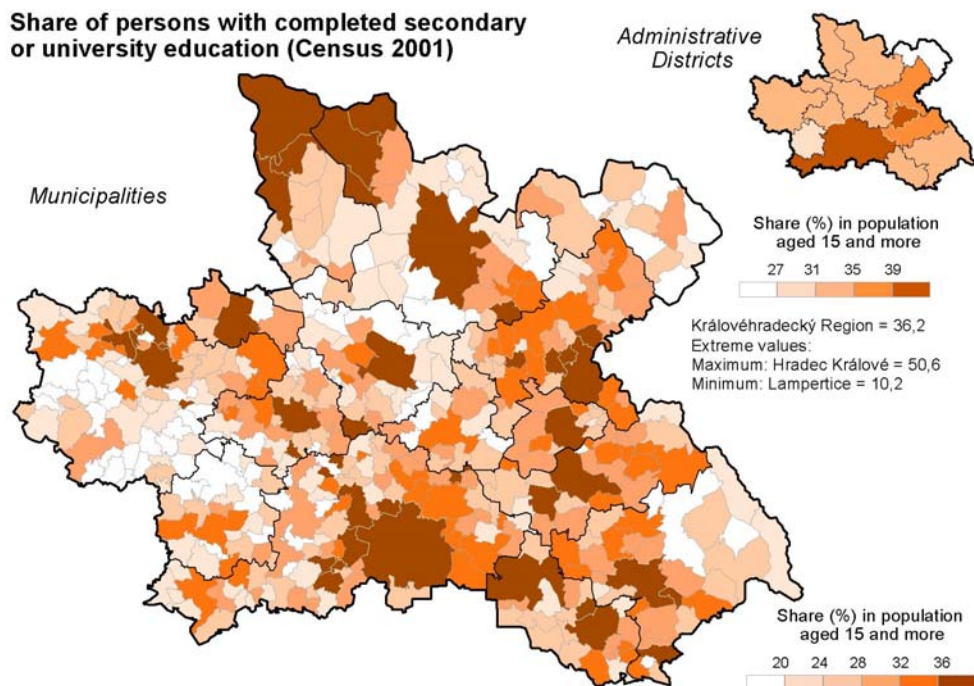 Share of persons with completed secondary
or university education (Census 2001)
Administrative
Districts
Municipalities
Share (%) in population
aged 15 and more
27 31 35 39
Královéhradecký Region = 36,2
Extreme values:
Maximum: Hradec Králové = 50,6
Minimum: Lampertice = 10,2
Share (%) in population
aged 15 and more
20 24 28 32 36